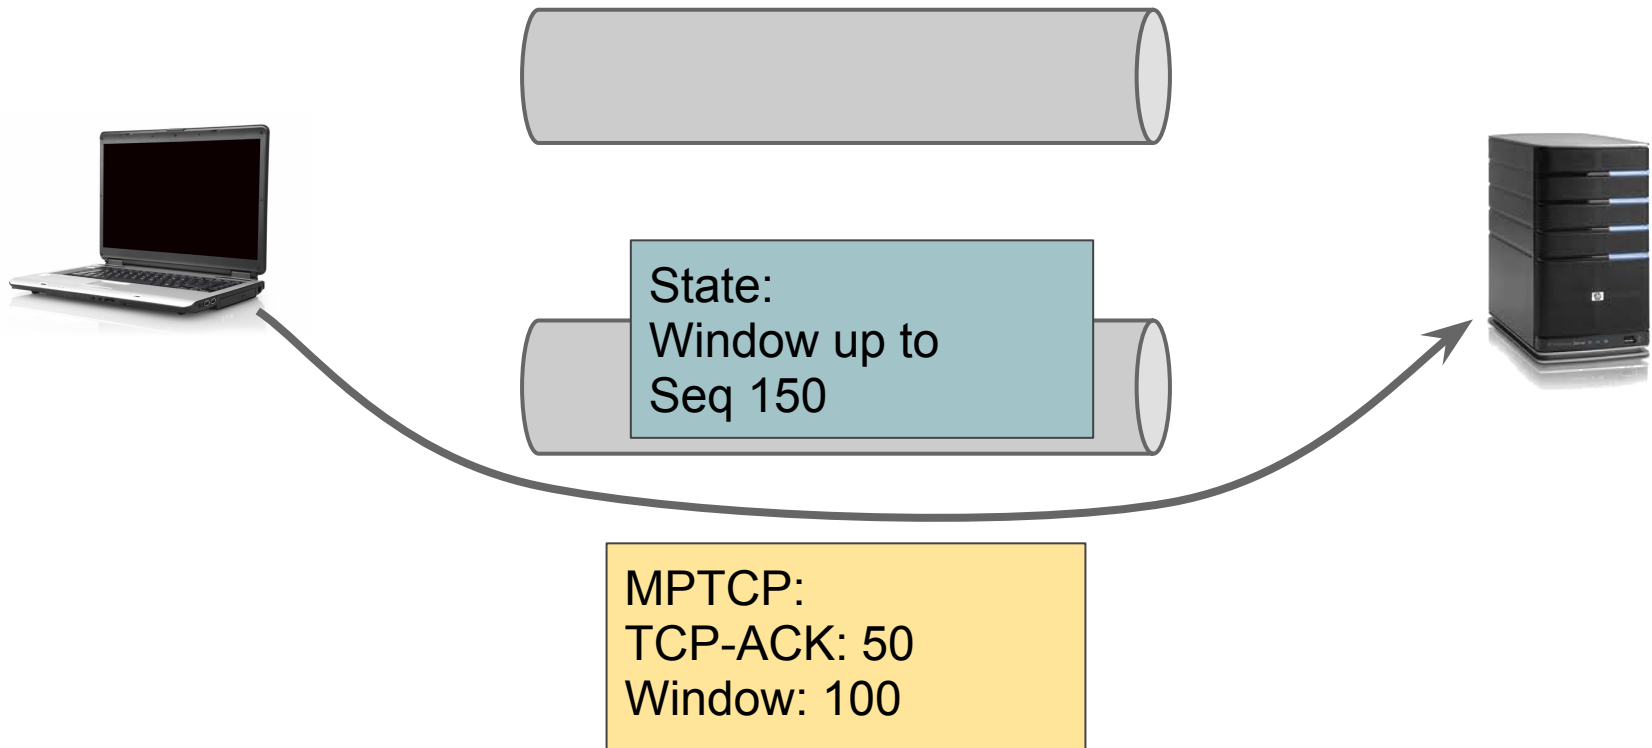 State:
Window up to
Seq 150
MPTCP:
TCP-ACK: 50
Window: 100